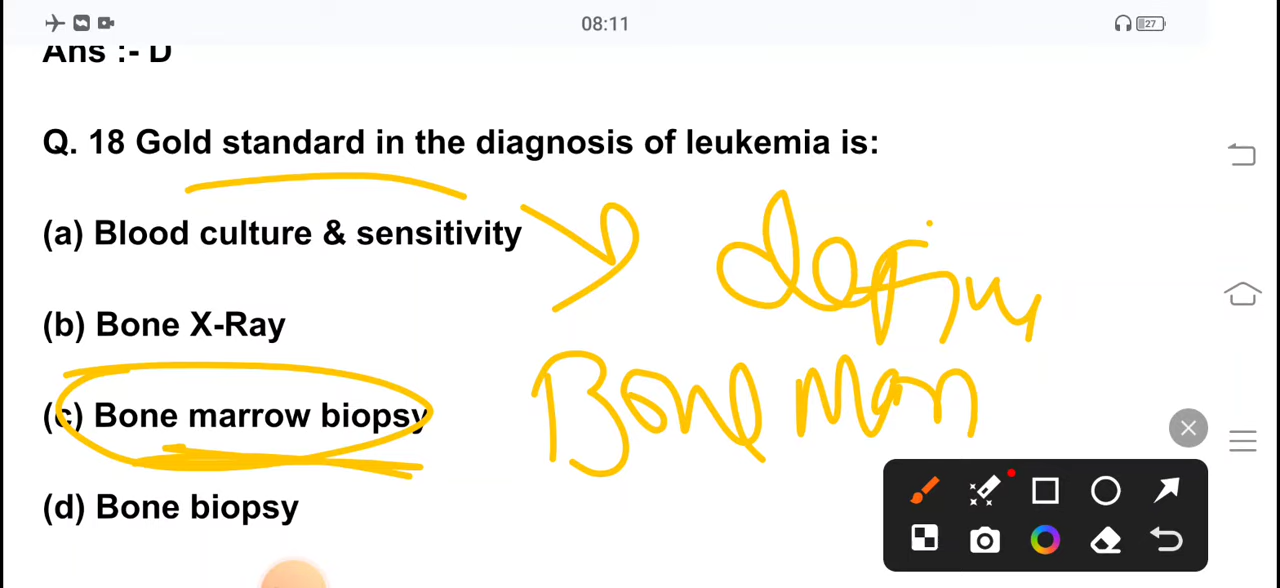 08:11
27
Ans :- D
Q. 18 Gold standard in the diagnosis of leukemia is:
(a) Blood culture & sensitivity
(b) Bone X-Ray
(c) Bone marrow biopsy
Bone
(d) Bone biopsy